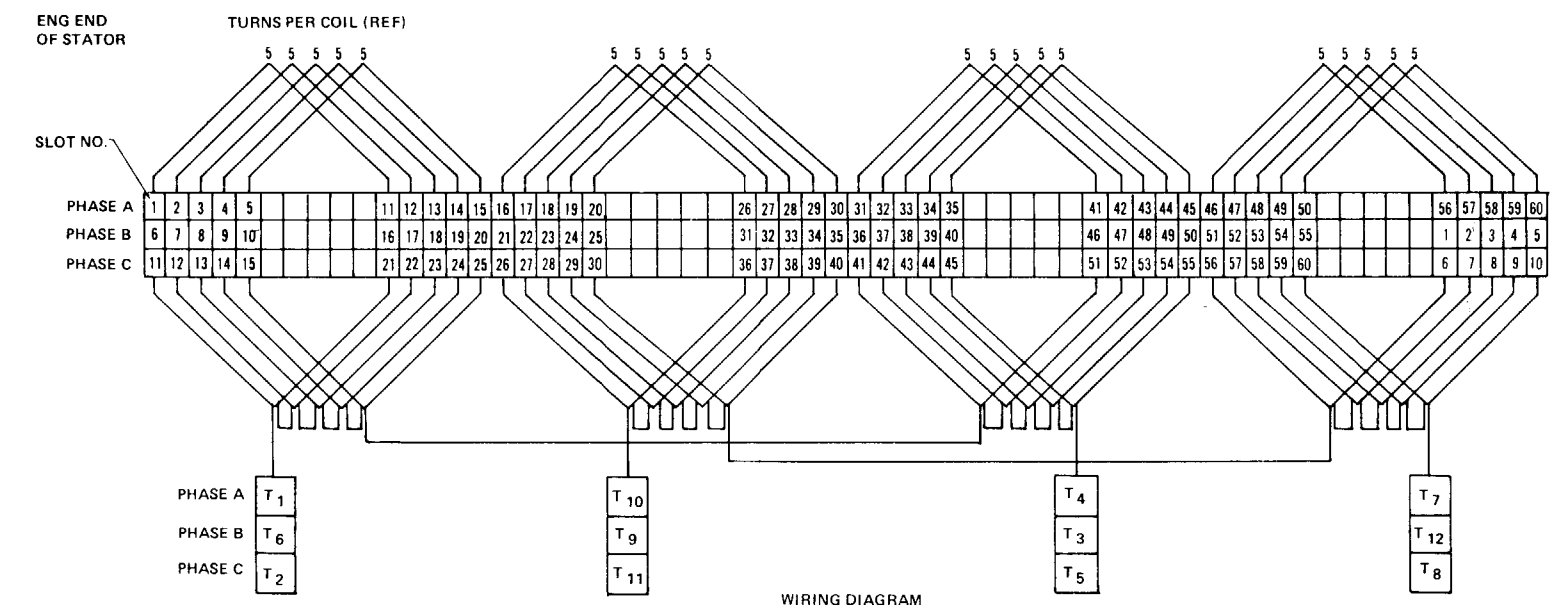 ENG END
OF STATOR
TURNS PER COIL (REF)
5 5 5 5 5 5 5 5 5 5 5 5 5 5 5 5 5 5 5 5
SLOT NO.
PHASE A 1 2 3 4 5 11 12 13 14 15 16 17 18 19 20 26 27 28 29 30 31 32 33 34 35 41 42 43 44 45 46 47 48 49 50 56 57 58 59 60
PHASE B 6 7 8 9 10 16 17 18 19 20 21 22 23 24 25 31 32 33 34 35 36 37 38 39 40 46 47 48 49 50 51 52 53 54 55 1 2 3 4 5
PHASE C 11 12 13 14 15 21 22 23 24 25 26 27 28 29 30 36 37 38 39 40 41 42 43 44 45 51 52 53 54 55 56 57 58 59 60 6 7 8 9 10
PHASE A T1 T10 T4 T7
PHASE B T6 T9 T3 T12
PHASE C T2 T11 T5 T8
WIRING DIAGRAM